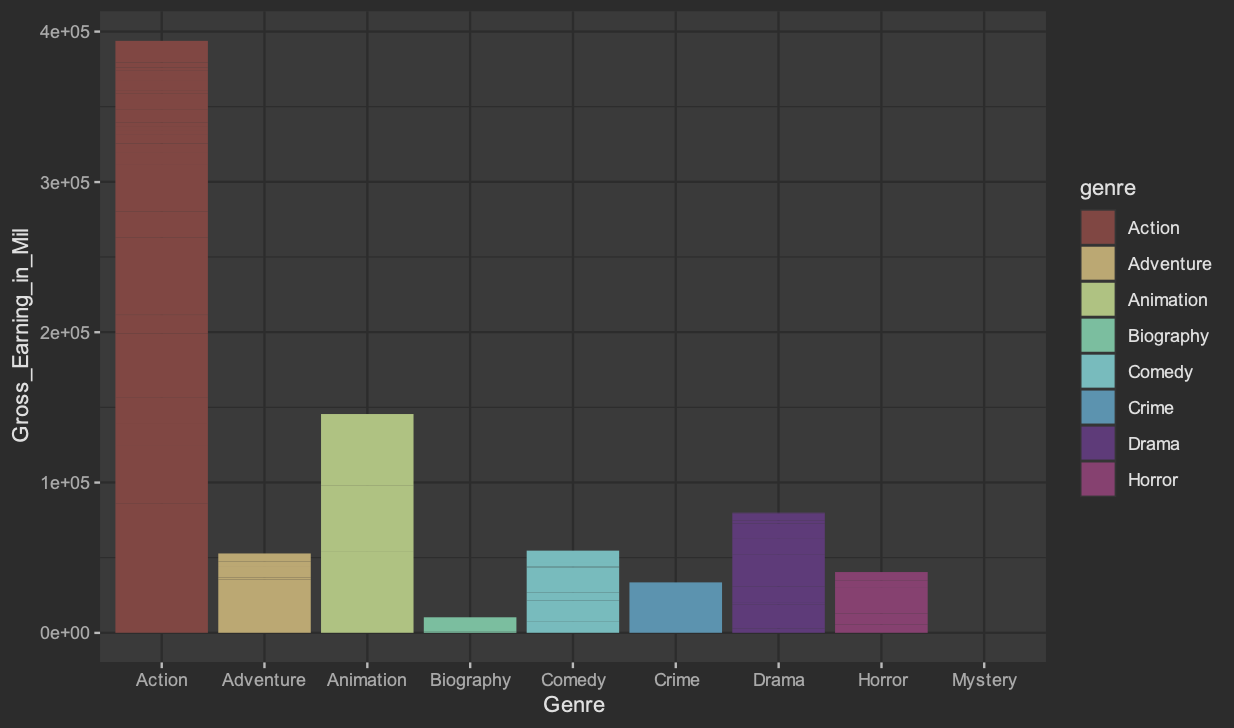 Gross_Earning_in_Mil
4e+05
3e+05
2e+05
1e+05
0e+00
Action Adventure Animation Biography Comedy Crime Drama Horror Mystery
Genre
genre
Action
Adventure
Animation
Biography
Comedy
Crime
Drama
Horror